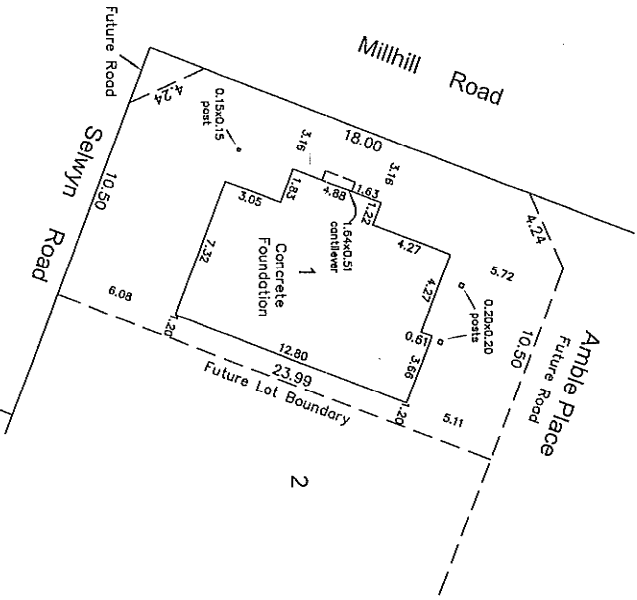 Millhill Road
18.00
Future Road
4.24
0.15x0.15
post
3.16
3.16
4.24
5.72
Selwyn Road
10.50
3.05
1.83
4.88
1.63
1.22
1.64x0.51
cantilever
4.27
4.27
0.20x0.20
posts
Amble Place
Future Road
10.50
7.32
1
Concrete
Foundation
0.61
3.66
6.08
1.20
12.80
23.99
Future Lot Boundary
1.20
5.11
2